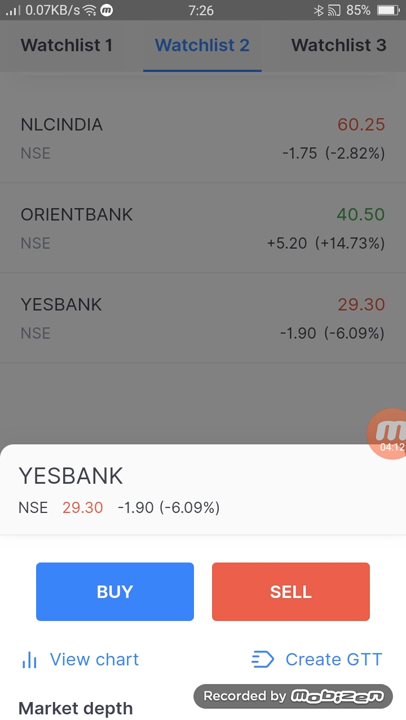 0.07KB/s 7:26 85%
Watchlist 1 Watchlist 2 Watchlist 3
NLCINDIA 60.25
NSE -1.75 (-2.82%)
ORIENTBANK 40.50
NSE +5.20 (+14.73%)
YESBANK 29.30
NSE -1.90 (-6.09%)
04:12
YESBANK
NSE 29.30 -1.90 (-6.09%)
BUY SELL
View chart Create GTT
Recorded by mobizen
Market depth